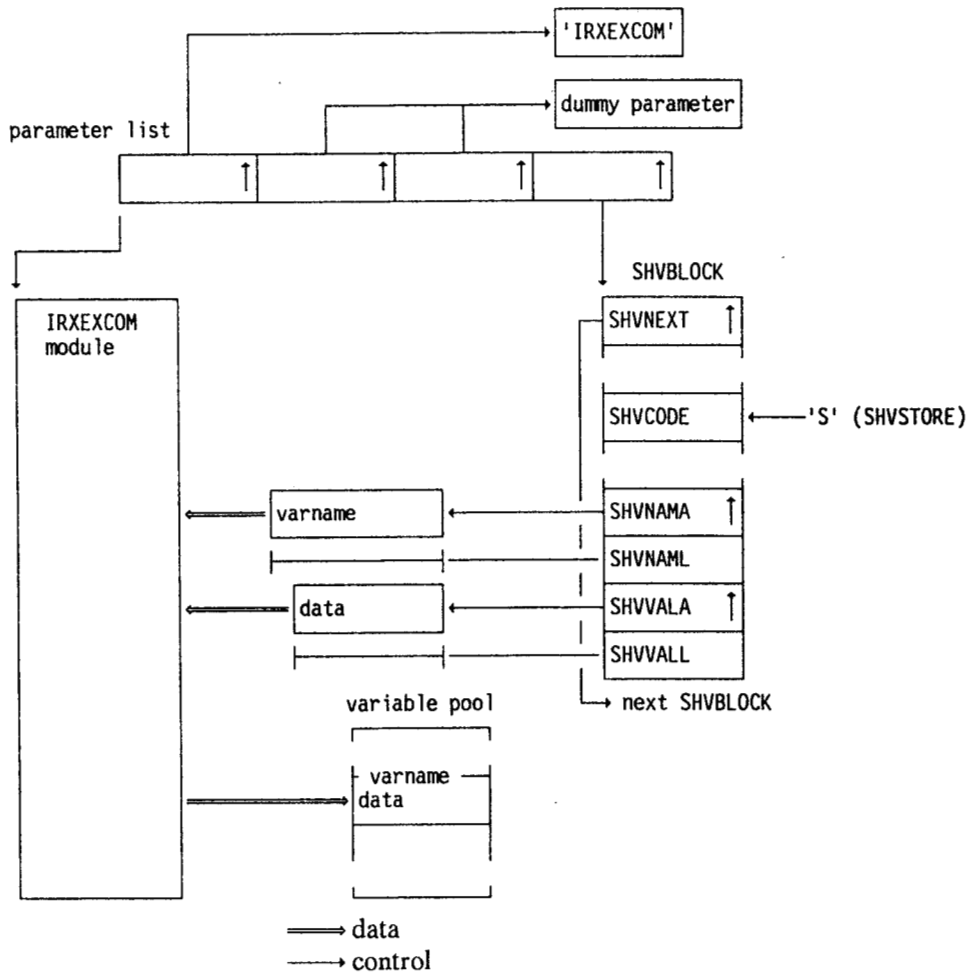 'IRXEXCOM'
dummy parameter
parameter list
SHVBLOCK
IRXEXCOM
module
SHVNEXT
SHVCODE
'S' (SHVSTORE)
varname
SHVNAMA
SHVNAML
data
SHVVALA
SHVVALL
variable pool
next SHVBLOCK
varname
data
data
control